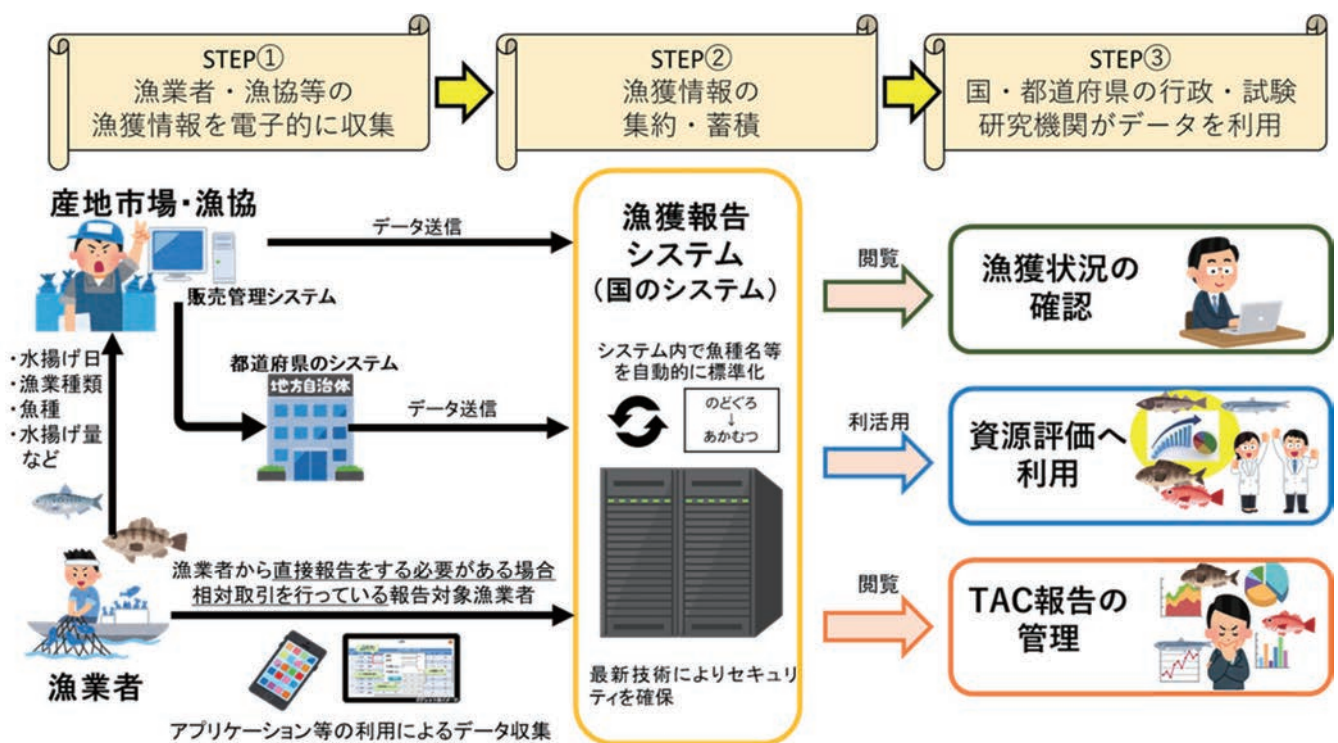 STEP①
漁業者・漁協等の
漁獲情報を電子的に収集
STEP②
漁獲情報の
集約・蓄積
STEP③
国・都道府県の行政・試験
研究機関がデータを利用
産地市場・漁協
販売管理システム
データ送信
・水揚げ日
・漁業種類
・魚種
・水揚げ量
など
都道府県のシステム
地方自治体
データ送信
漁業者から直接報告をする必要がある場合
相対取引を行っている報告対象漁業者
漁業者
アプリケーション等の利用によるデータ収集
漁獲報告
システム
（国のシステム）
システム内で魚種名等
を自動的に標準化
のどぐろ
↓
あかむつ
最新技術によりセキュリ
ティを確保
閲覧
漁獲状況の
確認
利活用
資源評価へ
利用
閲覧
TAC報告の
管理